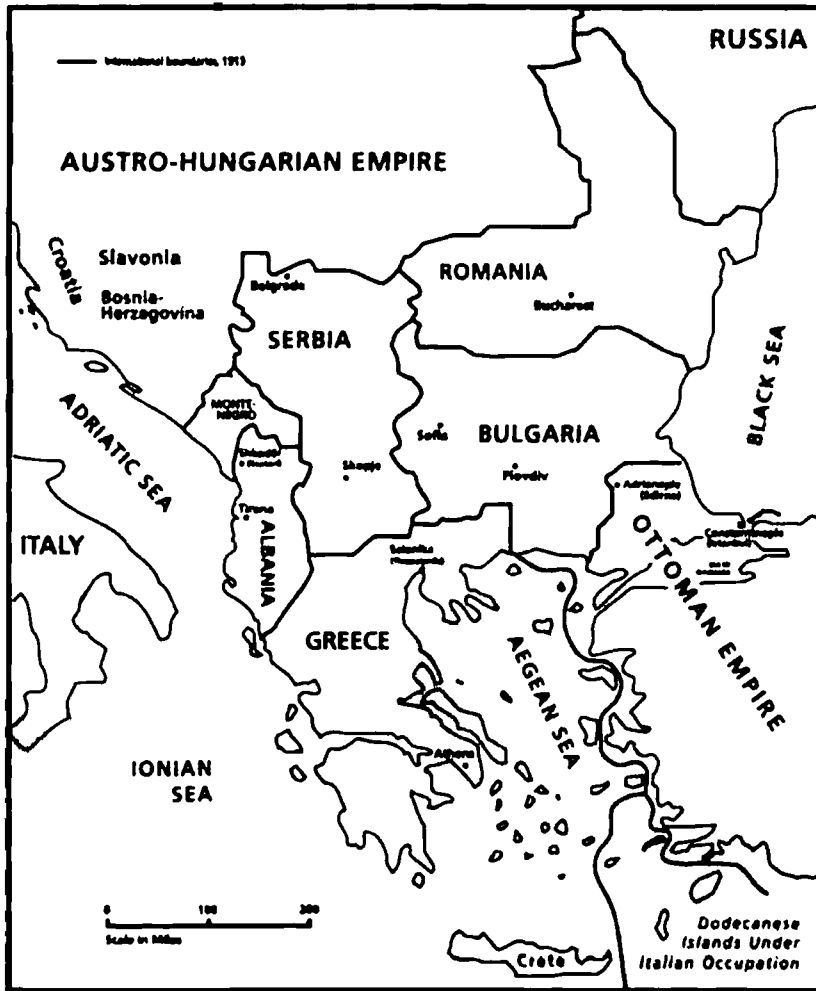 International boundaries, 1913
RUSSIA
AUSTRO-HUNGARIAN EMPIRE
Croatia
Slavonia
Bosnia-
Herzegovina
Belgrade
ROMANIA
Bucharest
SERBIA
BLACK SEA
MONTE-
NEGRO
ADRIATIC SEA
Sofia
BULGARIA
Skopje
Plovdiv
Adrianople
(Edirne)
Tirana
ITALY
ALBANIA
Constantinople
(Istanbul)
OTTOMAN EMPIRE
Salonika
GREECE
AEGEAN SEA
IONIAN
SEA
Athens
0 100 200
Scale in Miles
Crete
Dodecanese
Islands Under
Italian Occupation